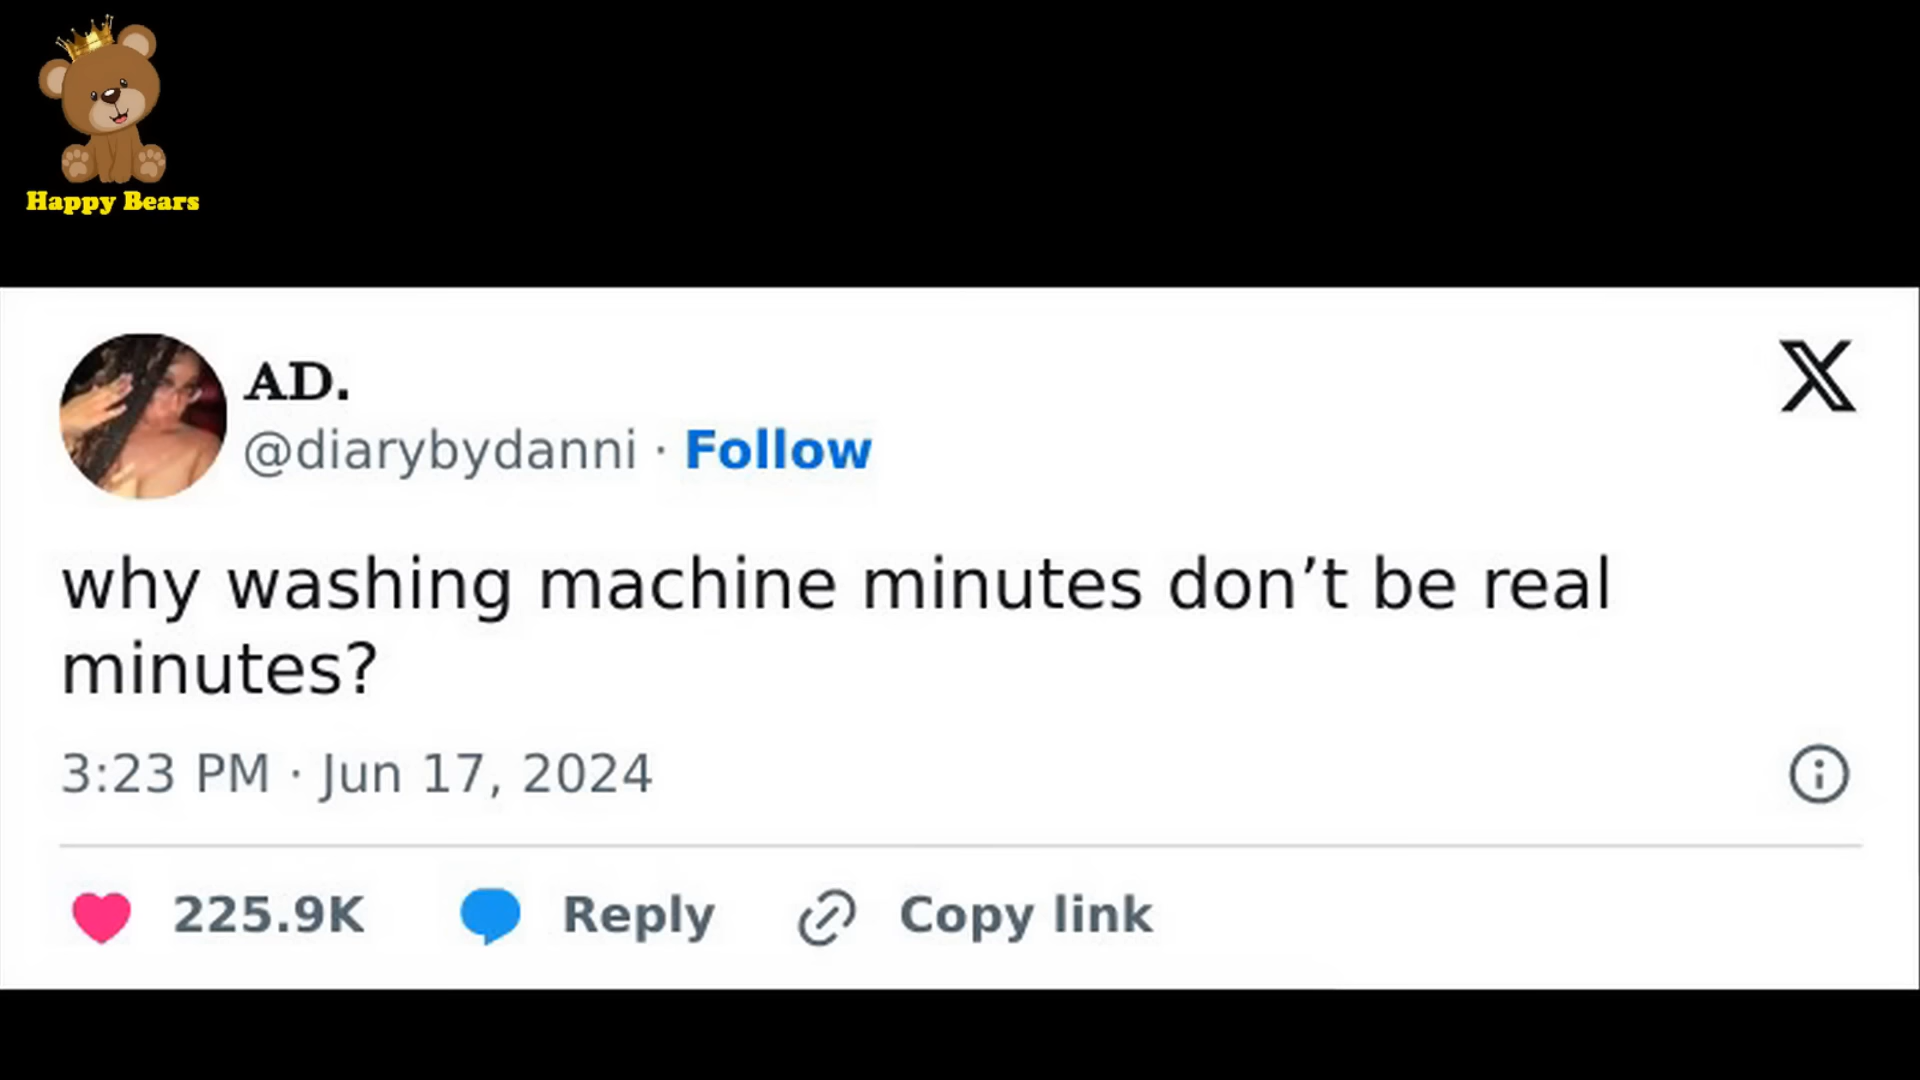 Happy Bears
AD.
@diarybydanni · Follow
why washing machine minutes don’t be real
minutes?
3:23 PM · Jun 17, 2024
225.9K Reply Copy link